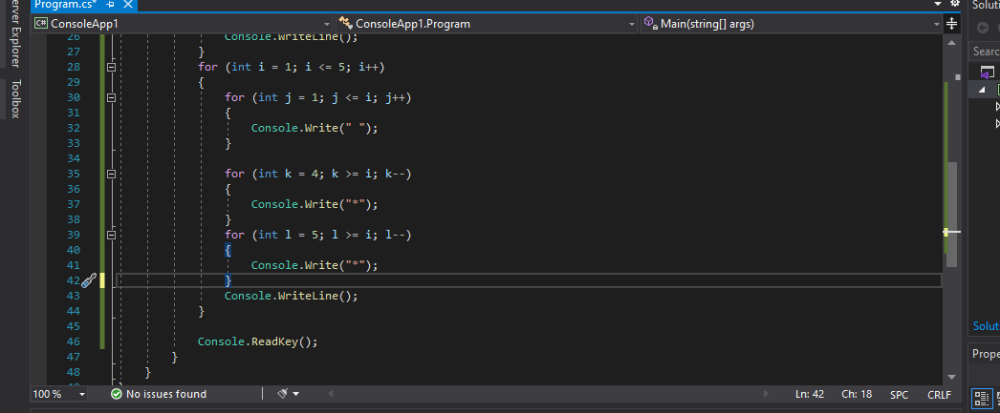 Program.cs*
Server Explorer
Toolbox
C# ConsoleApp1
ConsoleApp1.Program
Main(string[] args)
26 Console.WriteLine();
27 }
28 for (int i = 1; i <= 5; i++)
29 {
30 for (int j = 1; j <= i; j++)
31 {
32 Console.Write(" ");
33 }
34
35 for (int k = 4; k >= i; k--)
36 {
37 Console.Write("*");
38 }
39 for (int l = 5; l >= i; l--)
40 {
41 Console.Write("*");
42 }
43 Console.WriteLine();
44 }
45
46 Console.ReadKey();
47 }
48 }
100 %
No issues found
Ln: 42 Ch: 18 SPC CRLF
Soluti
Searc
Solut
Prope